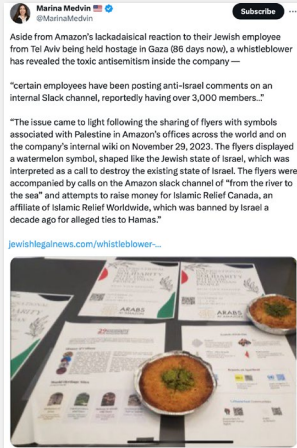 Marina Medvin
@MarinaMedvin
Subscribe
Aside from Amazon's lackadaisical reaction to their Jewish employee
from Tel Aviv being held hostage in Gaza (86 days now), a whistleblower
has revealed the toxic antisemitism inside the company —
"certain employees have been posting anti-Israel comments on an
internal Slack channel, reportedly having over 3,000 members..."
"The issue came to light following the sharing of flyers with symbols
associated with Palestine in Amazon's offices across the world and on
the company's internal wiki on November 29, 2023. The flyers displayed
a watermelon symbol, shaped like the Jewish state of Israel, which was
interpreted as a call to destroy the existing state of Israel. The flyers were
accompanied by calls on the Amazon slack channel of "from the river to
the sea" and attempts to raise money for Islamic Relief Canada, an
affiliate of Islamic Relief Worldwide, which was banned by Israel a
decade ago for alleged ties to Hamas."
jewishlegalnews.com/whistleblower-...
ARABS